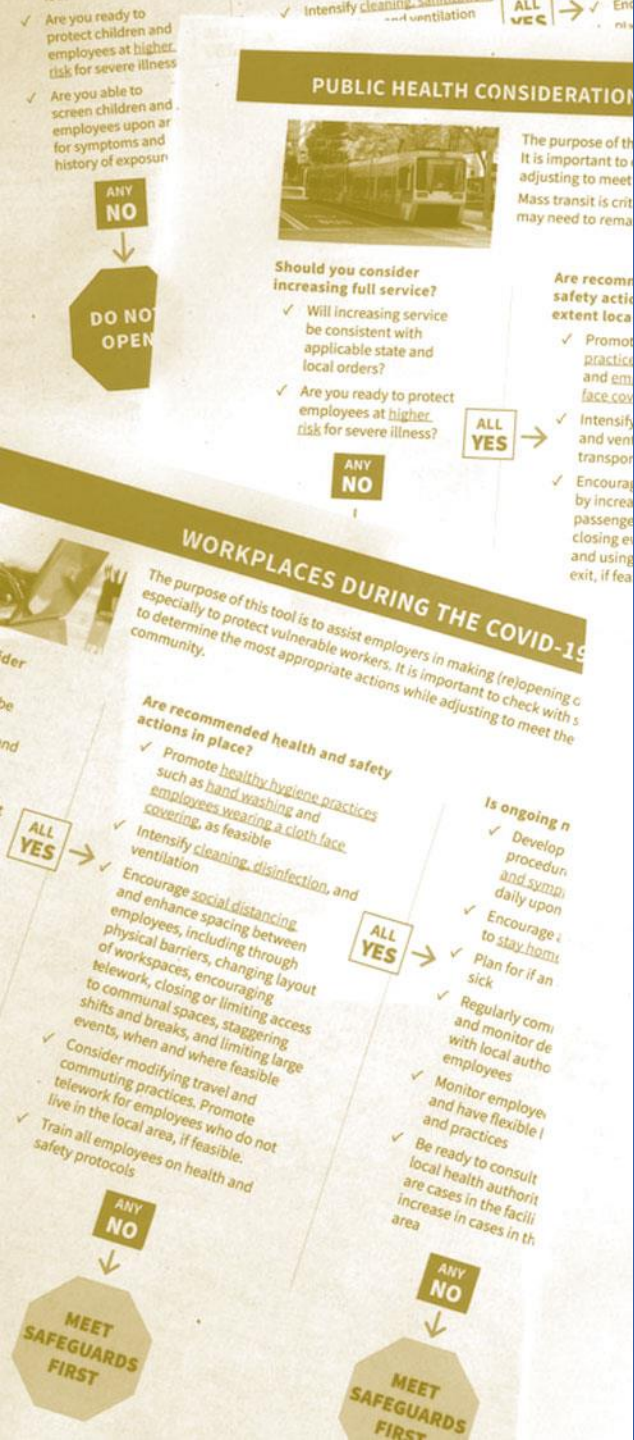 Are you ready to
protect children and
employees at higher
risk for severe illness
Are you able to
screen children and
employees upon ar
for symptoms and
history of exposur
ANY
NO
DO NO
OPEN
Intensify cleaning,
and ventilation
ALL
YES
PUBLIC HEALTH CONSIDERATION
The purpose of th
It is important to
adjusting to meet
Mass transit is crit
may need to rema
Should you consider
increasing full service?
✓ Will increasing service
be consistent with
applicable state and
local orders?
✓ Are you ready to protect
employees at higher
risk for severe illness?
ANY
NO
ALL
YES
Are recomm
safety actio
extent loca
✓ Promot
practice
and em
face cov
✓ Intensify
and vent
transpor
✓ Encourag
by increa
passenge
closing ev
and using
exit, if fea
WORKPLACES DURING THE COVID-19
The purpose of this tool is to assist employers in making (re)opening
especially to protect vulnerable workers. It is important to check with s
to determine the most appropriate actions while adjusting to meet the
community.
der
be
nd
ALL
YES
Are recommended health and safety
actions in place?
✓ Promote healthy hygiene practices
such as hand washing and
employees wearing a cloth face
covering, as feasible
✓ Intensify cleaning, disinfection, and
ventilation
✓ Encourage social distancing
and enhance spacing between
employees, including through
physical barriers, changing layout
of workspaces, encouraging
telework, closing or limiting access
to communal spaces, staggering
shifts and breaks, and limiting large
events, when and where feasible
✓ Consider modifying travel and
commuting practices. Promote
telework for employees who do not
live in the local area, if feasible.
✓ Train all employees on health and
safety protocols
ANY
NO
MEET
SAFEGUARDS
FIRST
ALL
YES
Is ongoing
✓ Develop
procedur
and symp
daily upon
✓ Encourage
to stay home
✓ Plan for if an
sick
✓ Regularly com
and monitor de
with local autho
employees
✓ Monitor employe
and have flexible
and practices
✓ Be ready to consult
local health authorit
are cases in the facili
increase in cases in th
area
ANY
NO
MEET
SAFEGUARDS
FIRST